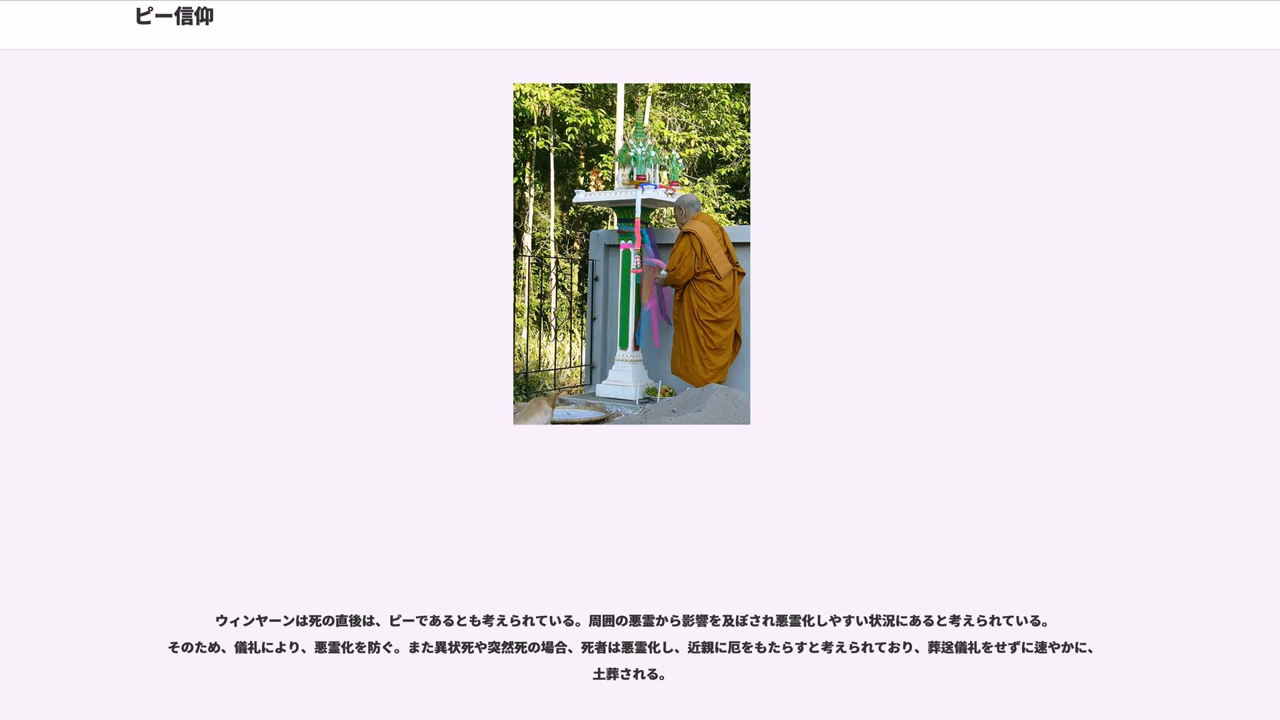 ピー信仰
ウィンヤーンは死の直後は、ピーであるとも考えられている。周囲の悪霊から影響を及ぼされ悪霊化しやすい状況にあると考えられている。
そのため、儀礼により、悪霊化を防ぐ。また異状死や突然死の場合、死者は悪霊化し、近親に厄をもたらすと考えられており、葬送儀礼をせずに速やかに、
土葬される。